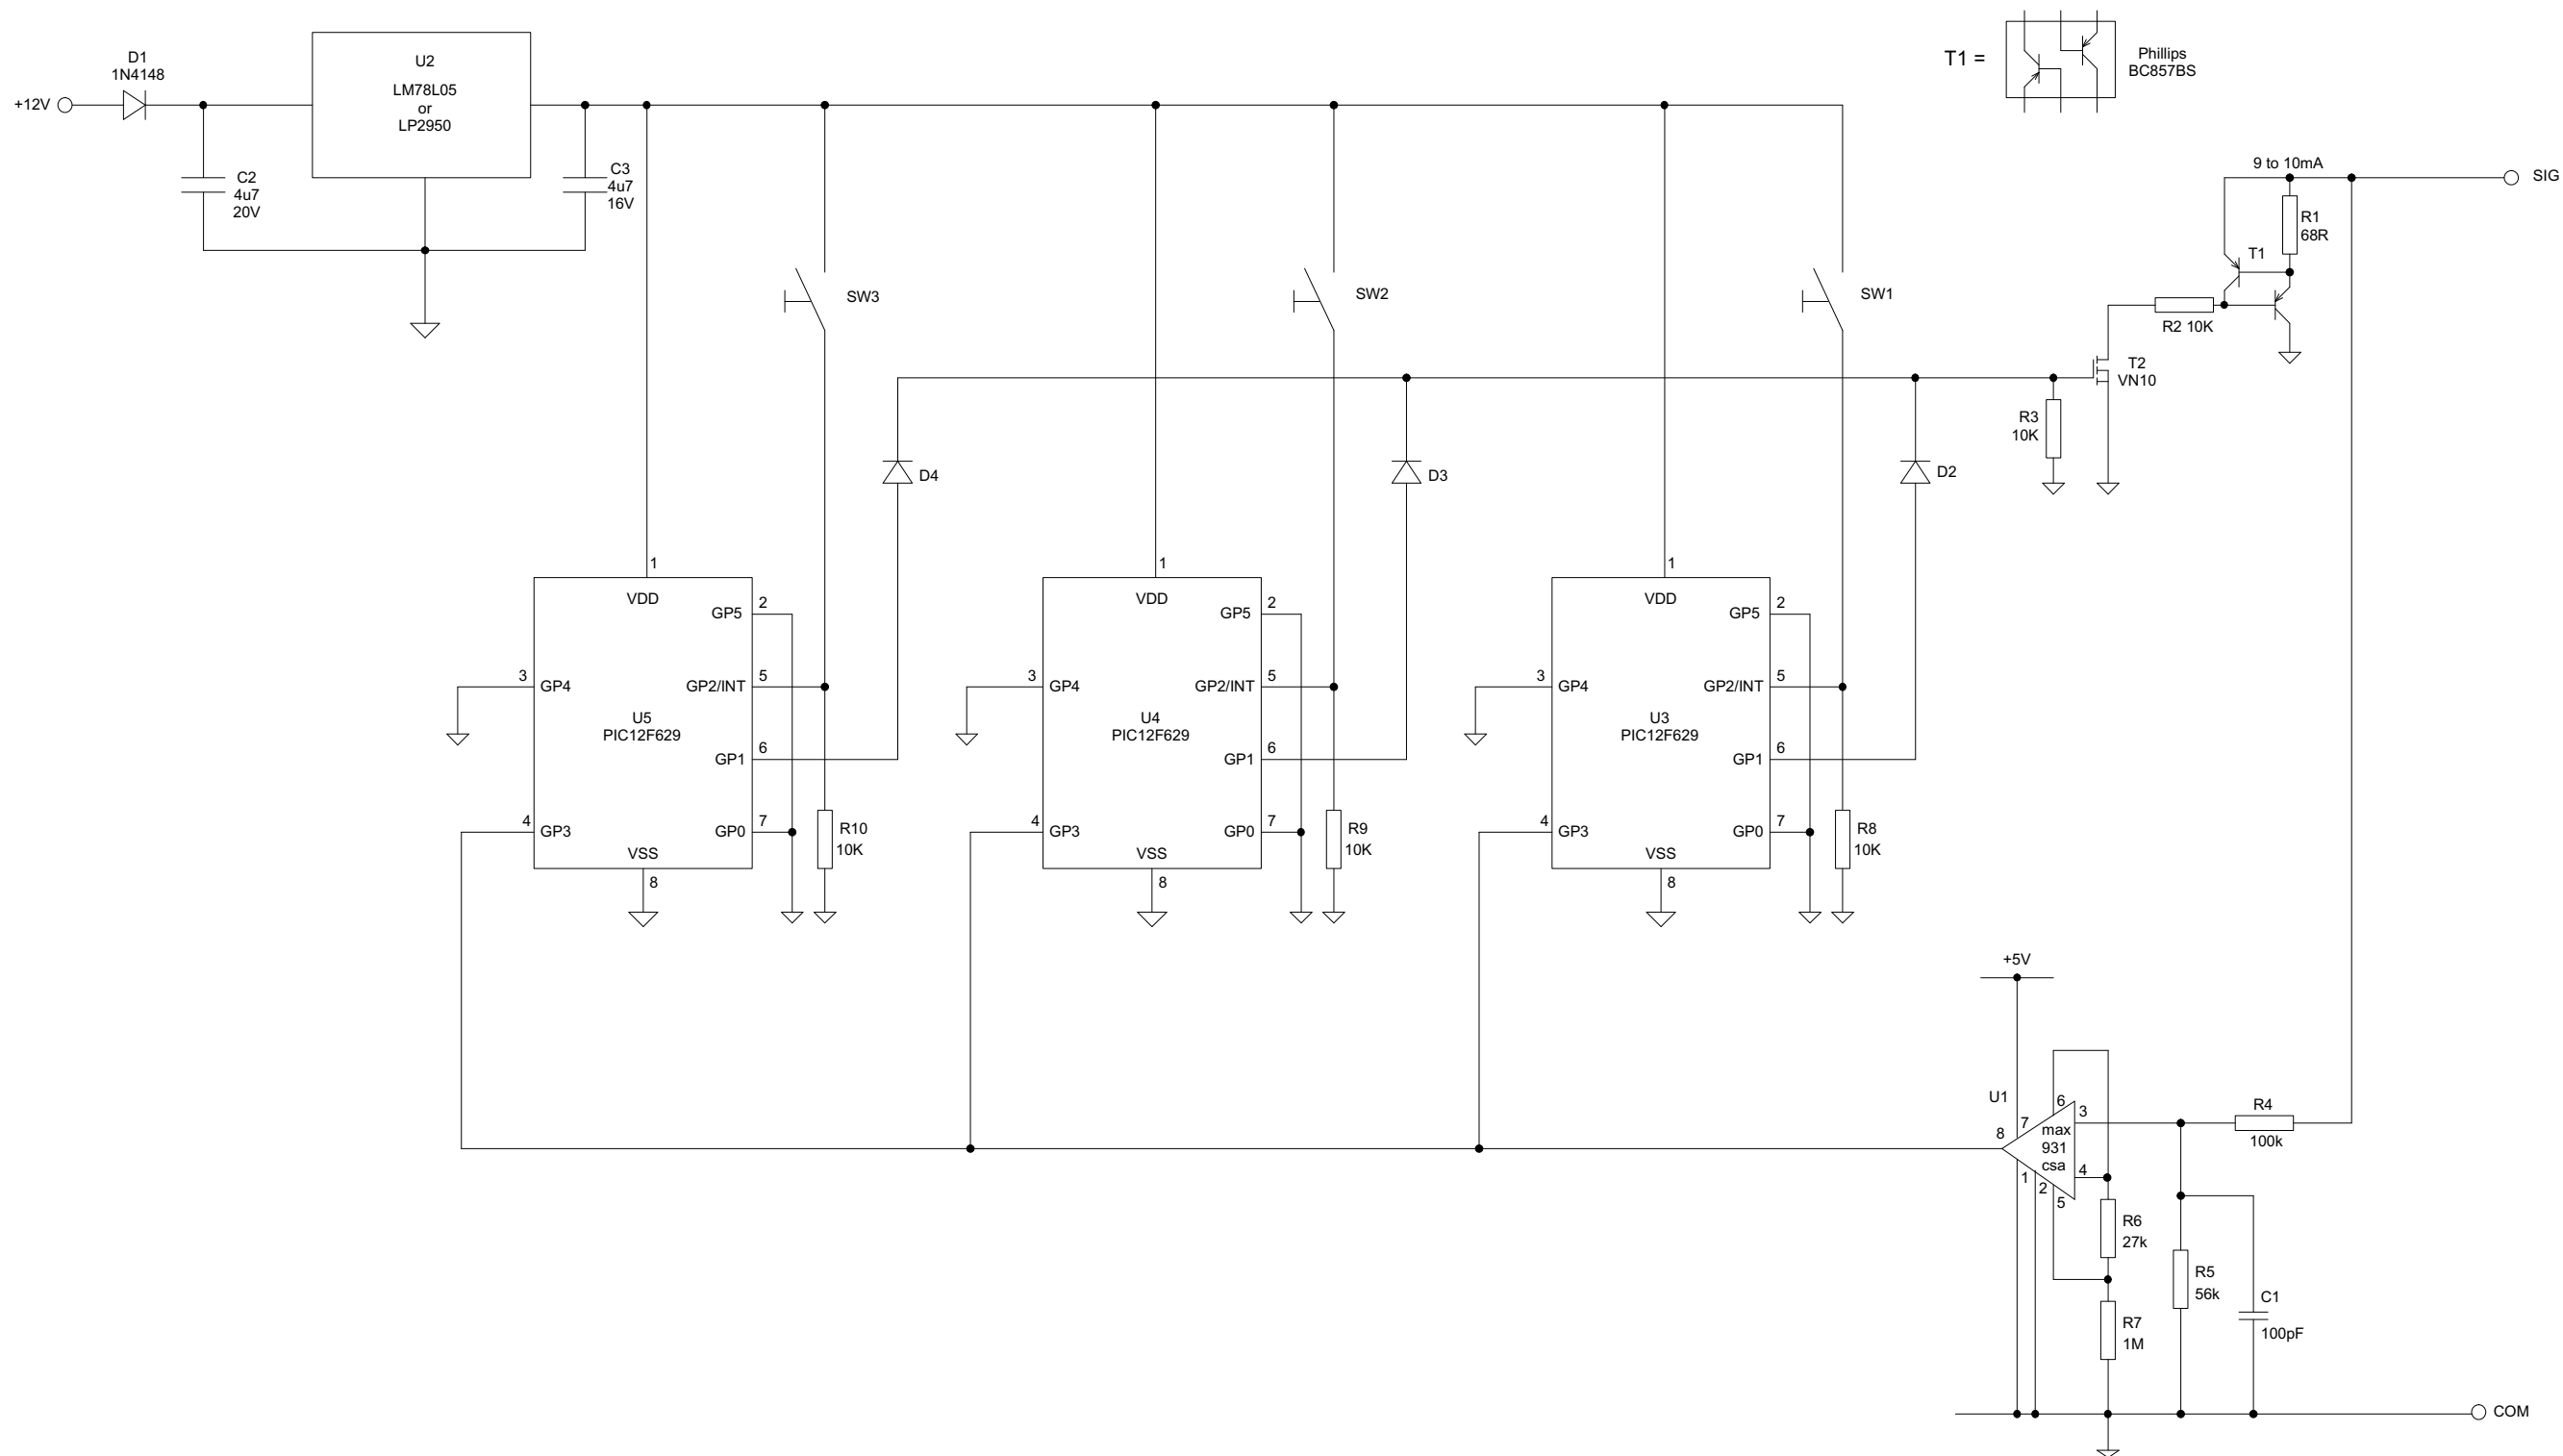 T1 =
Phillips
BC857BS
D1
1N4148
+12V
U2
LM78L05
or
LP2950
C2
4u7
20V
C3
4u7
16V
9 to 10mA
SIG
R1
68R
T1
R2 10K
T2
VN10
R3
10K
SW3
SW2
SW1
D4
D3
D2
1
VDD
GP5
2
3
GP4
GP2/INT
5
U5
PIC12F629
GP1
6
4
GP3
GP0
7
VSS
8
R10
10K
1
VDD
GP5
2
3
GP4
GP2/INT
5
U4
PIC12F629
GP1
6
4
GP3
GP0
7
VSS
8
R9
10K
1
VDD
GP5
2
3
GP4
GP2/INT
5
U3
PIC12F629
GP1
6
4
GP3
GP0
7
VSS
8
R8
10K
+5V
U1
6
3
7
8
max
931
csa
4
1
2
5
R4
100k
R6
27k
R5
56k
C1
100pF
R7
1M
COM